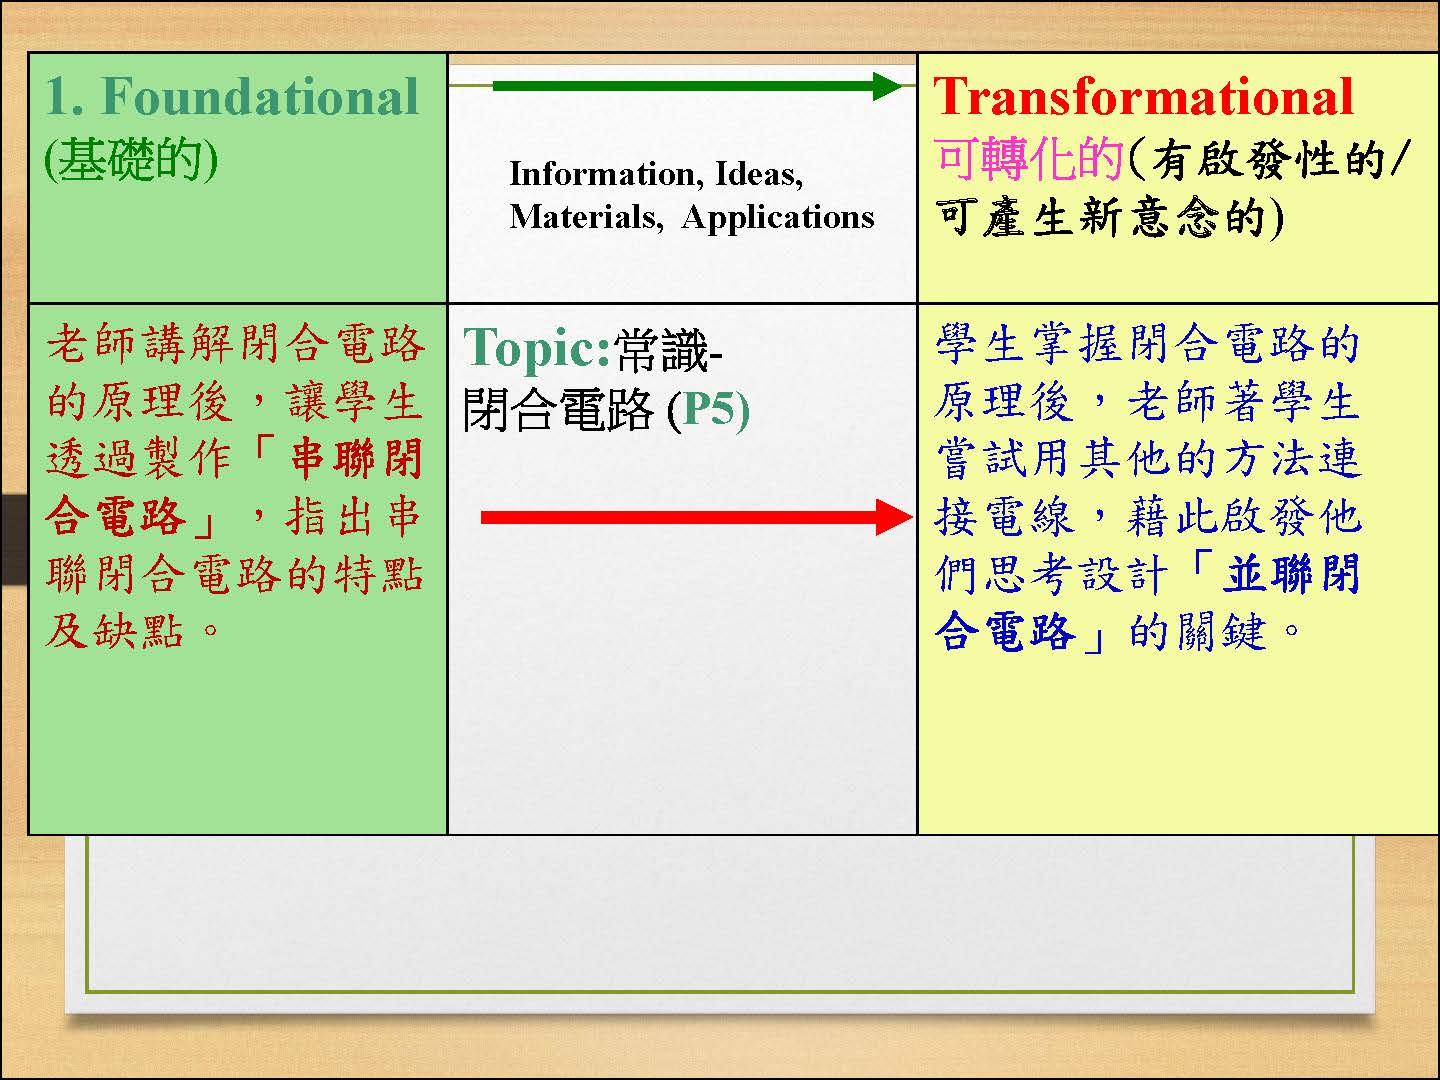 1. Foundational
(基礎的)
Information, Ideas,
Materials,  Applications
Transformational
可轉化的(有啟發性的/
可產生新意念的)
老師講解閉合電路
的原理後，讓學生
透過製作「串聯閉
合電路」，指出串
聯閉合電路的特點
及缺點。
Topic:常識-
閉合電路 (P5)
學生掌握閉合電路的
原理後，老師著學生
嘗試用其他的方法連
接電線，藉此啟發他
們思考設計「並聯閉
合電路」的關鍵。